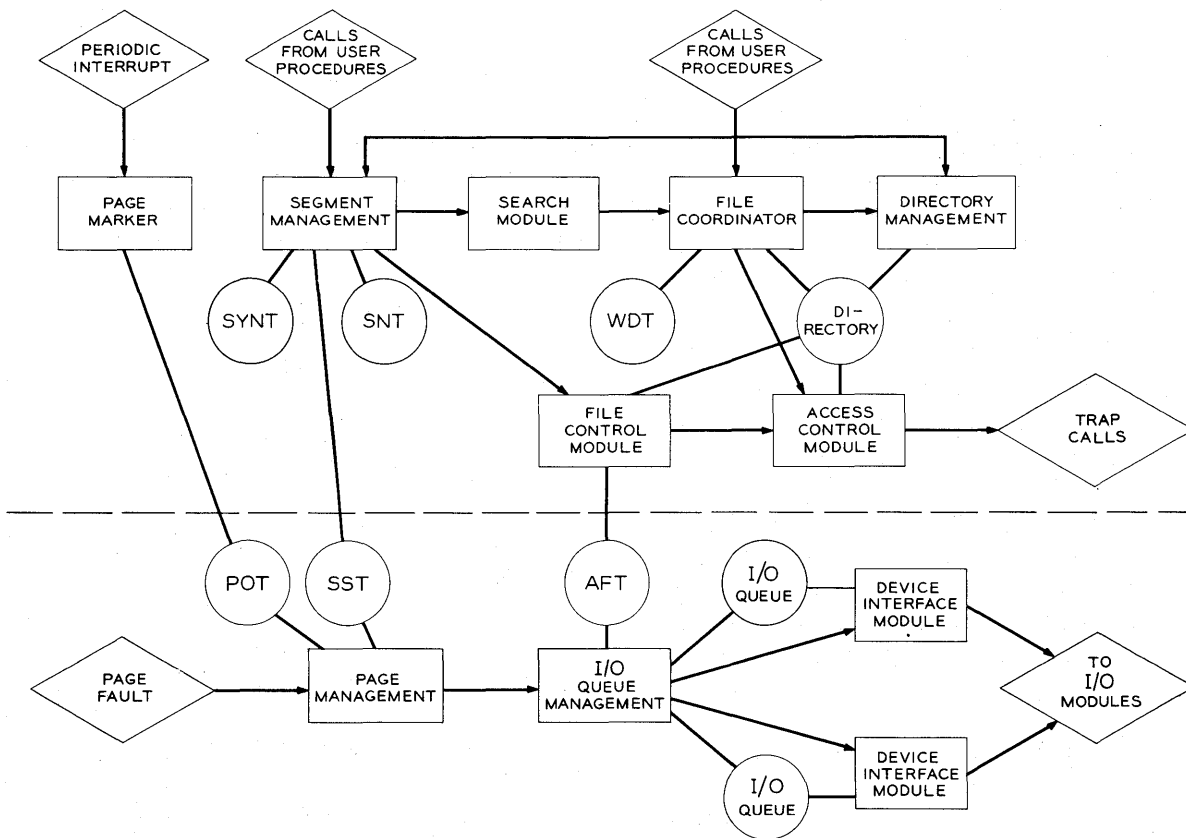 PERIODIC
INTERRUPT
CALLS
FROM USER
PROCEDURES
CALLS
FROM USER
PROCEDURES
PAGE
MARKER
SEGMENT
MANAGEMENT
SEARCH
MODULE
FILE
COORDINATOR
DIRECTORY
MANAGEMENT
SYNT
SNT
WDT
DI-
RECTORY
FILE
CONTROL
MODULE
ACCESS
CONTROL
MODULE
TRAP
CALLS
POT
SST
AFT
I/O
QUEUE
DEVICE
INTERFACE
MODULE
PAGE
FAULT
PAGE
MANAGEMENT
I/O
QUEUE
MANAGEMENT
TO
I/O
MODULES
I/O
QUEUE
DEVICE
INTERFACE
MODULE